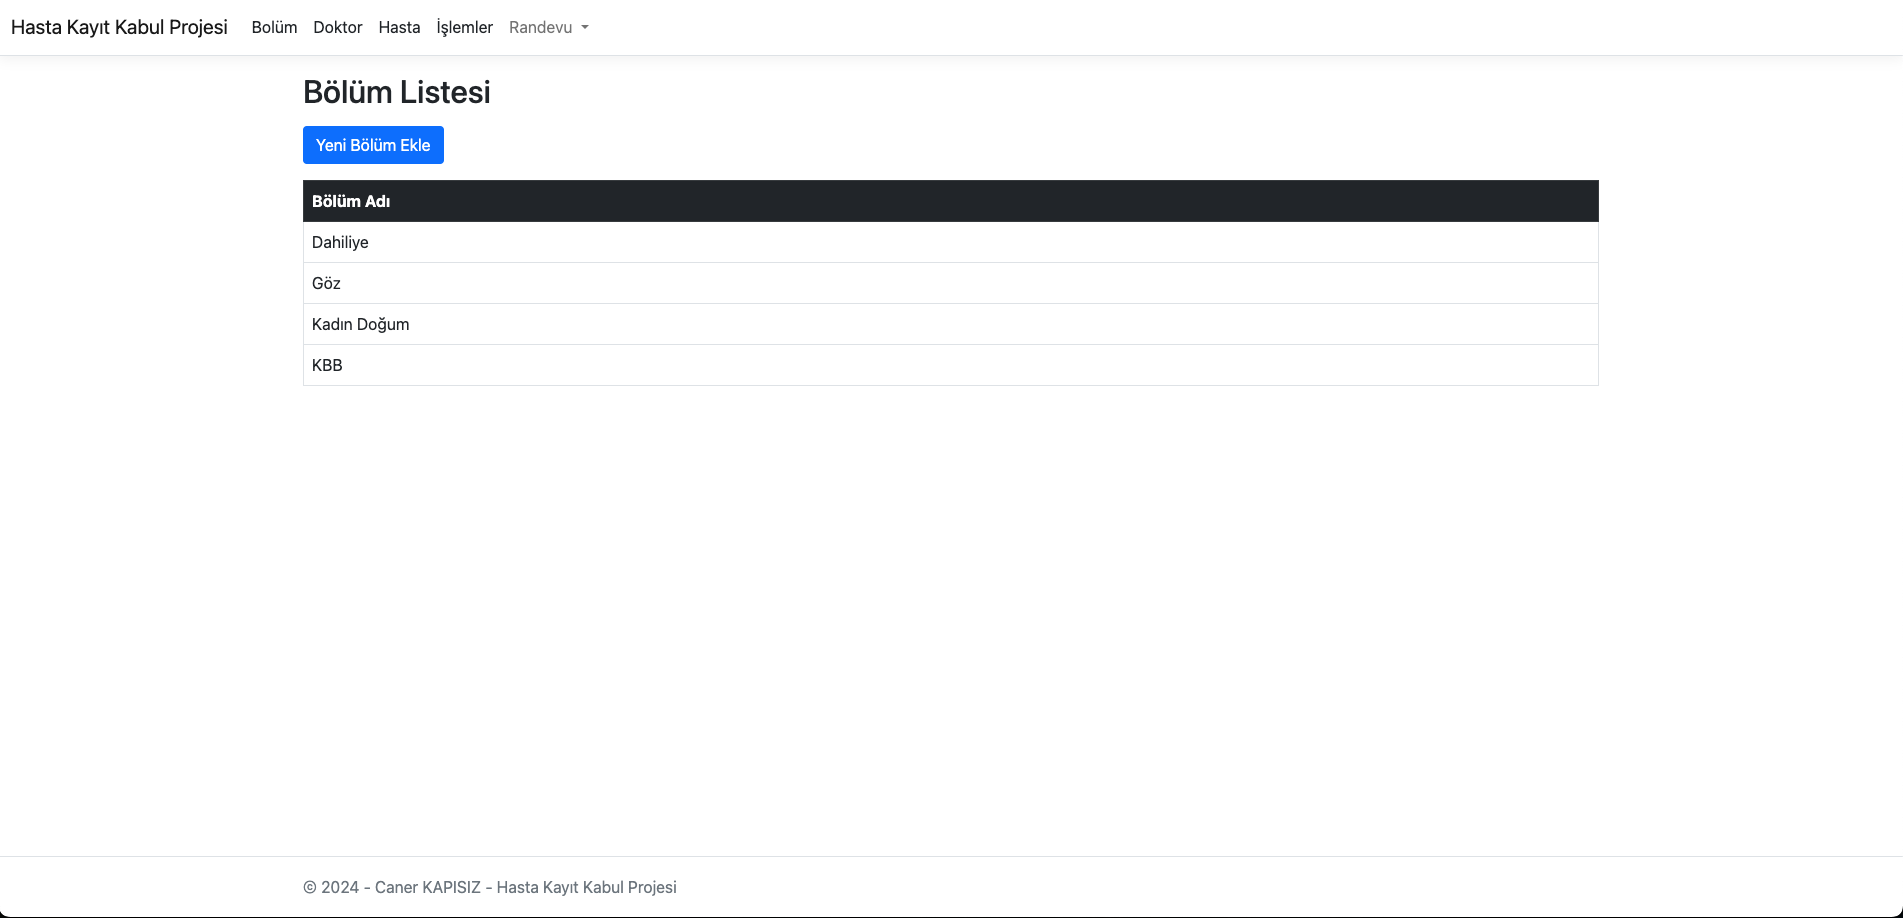 Hasta Kayıt Kabul Projesi Bolüm Doktor Hasta İşlemler Randevu
Bölüm Listesi
Yeni Bölüm Ekle
Bölüm Adı
Dahiliye
Göz
Kadın Doğum
KBB
© 2024 - Caner KAPISIZ - Hasta Kayıt Kabul Projesi